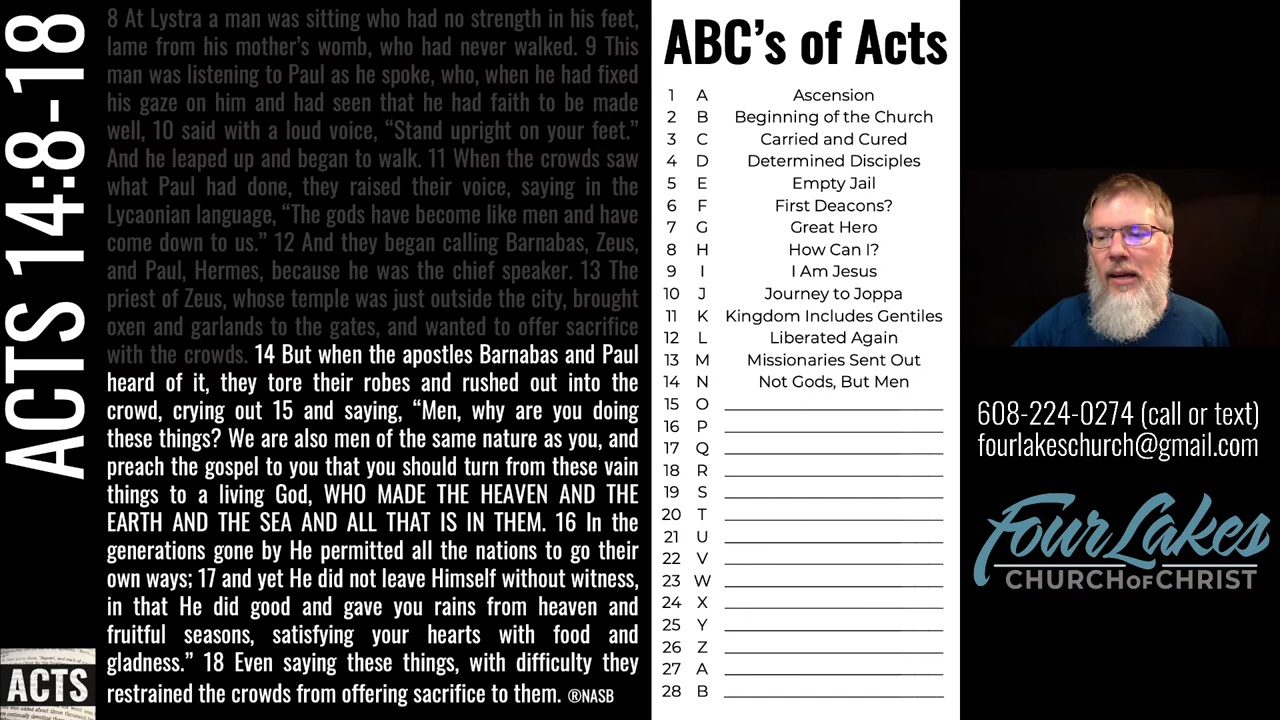 ACTS 14:8-18
8 At Lystra a man was sitting who had no strength in his feet,
lame from his mother's womb, who had never walked. 9 This
man was listening to Paul as he spoke, who, when he had fixed
his gaze on him and had seen that he had faith to be made
well, 10 said with a loud voice, “Stand upright on your feet.”
And he leaped up and began to walk. 11 When the crowds saw
what Paul had done, they raised their voice, saying in the
Lycaonian language, “The gods have become like men and have
come down to us.” 12 And they began calling Barnabas, Zeus,
and Paul, Hermes, because he was the chief speaker. 13 The
priest of Zeus, whose temple was just outside the city, brought
oxen and garlands to the gates, and wanted to offer sacrifice
with the crowds. 14 But when the apostles Barnabas and Paul
heard of it, they tore their robes and rushed out into the
crowd, crying out 15 and saying, “Men, why are you doing
these things? We are also men of the same nature as you, and
preach the gospel to you that you should turn from these vain
things to a living God, WHO MADE THE HEAVEN AND THE
EARTH AND THE SEA AND ALL THAT IS IN THEM. 16 In the
generations gone by He permitted all the nations to go their
own ways; 17 and yet He did not leave Himself without witness,
in that He did good and gave you rains from heaven and
fruitful seasons, satisfying your hearts with food and
gladness.” 18 Even saying these things, with difficulty they
restrained the crowds from offering sacrifice to them. ®NASB
ACTS
ABC's of Acts
1 A Ascension
2 B Beginning of the Church
3 C Carried and Cured
4 D Determined Disciples
5 E Empty Jail
6 F First Deacons?
7 G Great Hero
8 H How Can I?
9 I I Am Jesus
10 J Journey to Joppa
11 K Kingdom Includes Gentiles
12 L Liberated Again
13 M Missionaries Sent Out
14 N Not Gods, But Men
15 O
16 P
17 Q
18 R
19 S
20 T
21 U
22 V
23 W
24 X
25 Y
26 Z
27 A
28 B
608-224-0274 (call or text)
fourlakeschurch@gmail.com
Four Lakes
CHURCH OF CHRIST